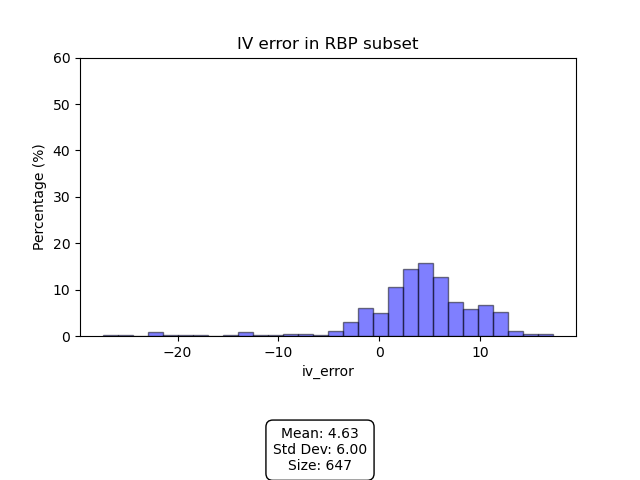 IV error in RBP subset
60
50
40
30
20
10
0
Percentage (%)
−20 −10 0 10
iv_error
Mean: 4.63
Std Dev: 6.00
Size: 647